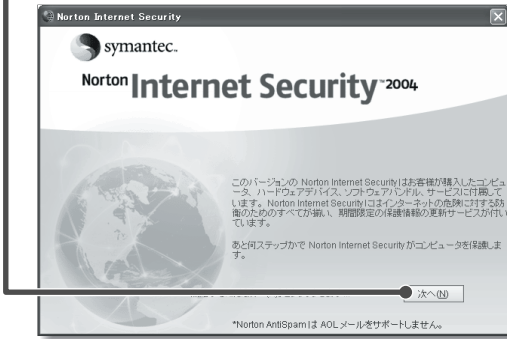 Norton Internet Security
symantec.
Norton Internet Security™ 2004
このバージョンの Norton Internet Security はお客様が購入したコンピュ
ータ、ハードウェアデバイス、ソフトウェアバンドル、サービスに付属して
います。Norton Internet Security にはインターネットの危険に対する防
衛のためのすべてが揃い、期間限定の保護情報の更新サービスが付い
ています。
あと何ステップかで Norton Internet Security がコンピュータを保護しま
す。
次へ(N)
*Norton AntiSpam は AOL メールをサポートしません。